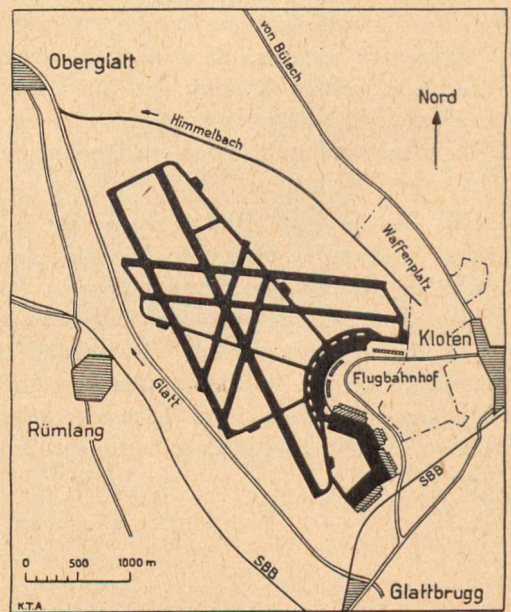 von Bülach
Oberglatt
Nord
Himmelbach
Waffenplatz
Kloten
Flugbahnhof
Glatt
Rümlang
SBB
SBB
0 500 1000 m
Glattbrugg
K.T.A.